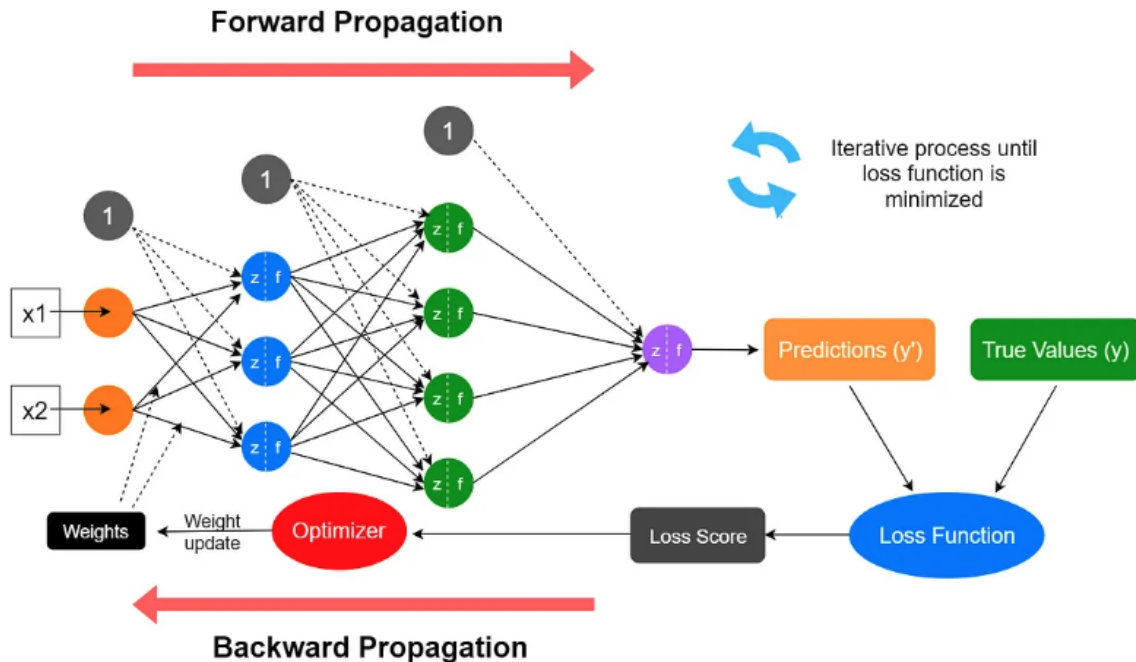 Forward Propagation
1
1
1
Iterative process until
loss function is
minimized
z f
z f
z f
z f
z f
z f
z f
z f
x1
x2
Predictions (y')
True Values (y)
Weights
Weight
update
Optimizer
Loss Score
Loss Function
Backward Propagation